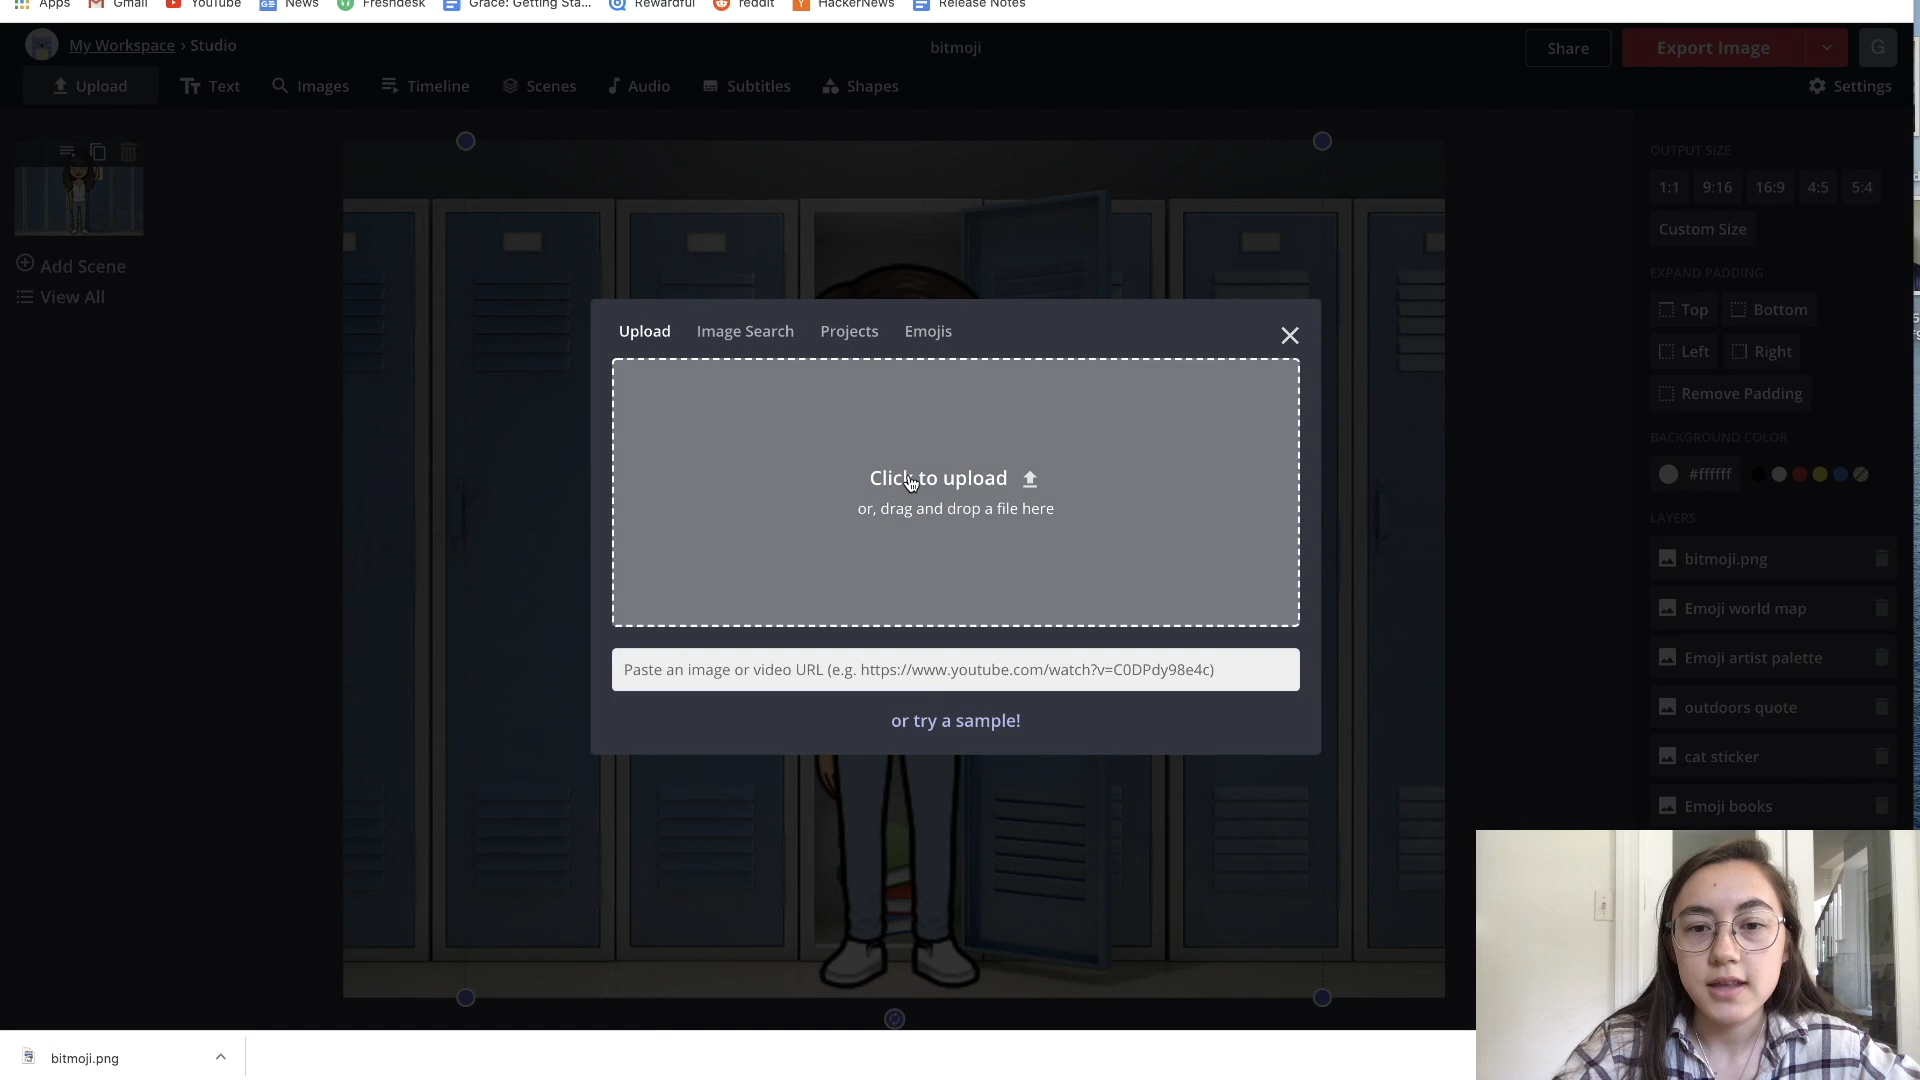 Apps Gmail YouTube News Freshdesk Grace: Getting Sta... Rewardful reddit HackerNews Release Notes
My Workspace › Studio
bitmoji
Share
Export Image
G
Upload
Text
Images
Timeline
Scenes
Audio
Subtitles
Shapes
Settings
Add Scene
View All
Upload Image Search Projects Emojis
Click to upload
or, drag and drop a file here
Paste an image or video URL (e.g. https://www.youtube.com/watch?v=C0DPdy98e4c)
or try a sample!
OUTPUT SIZE
1:1 9:16 16:9 4:5 5:4
Custom Size
EXPAND PADDING
Top Bottom
Left Right
Remove Padding
BACKGROUND COLOR
#ffffff
LAYERS
bitmoji.png
Emoji world map
Emoji artist palette
outdoors quote
cat sticker
Emoji books
bitmoji.png